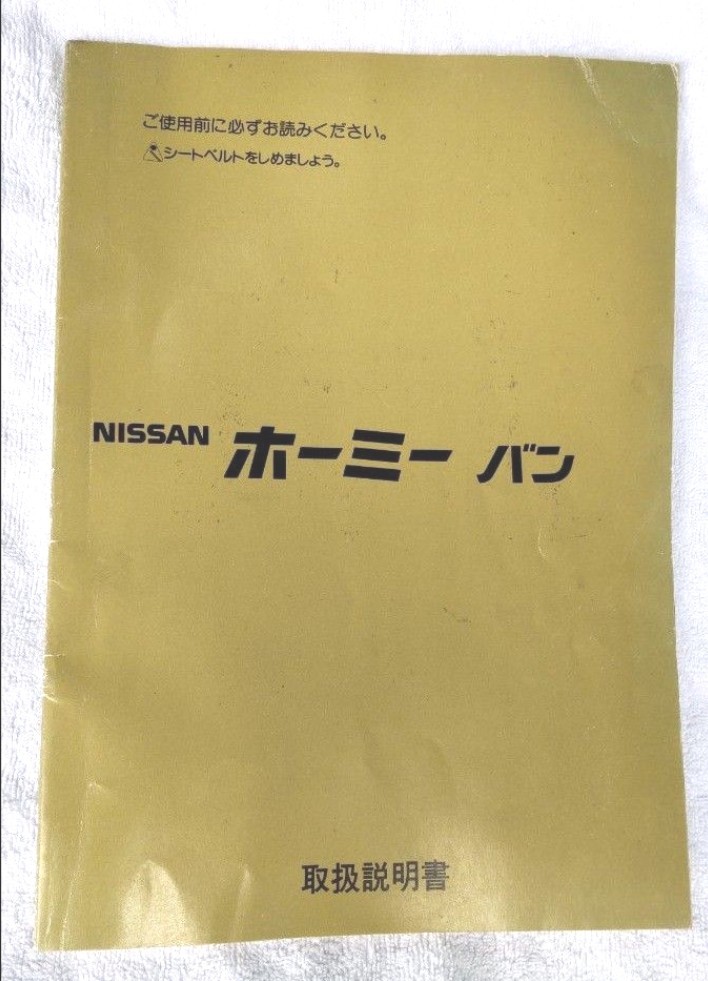 ご使用前に必ずお読みください。
シートベルトをしめましょう。
NISSAN ホーミー バン
取扱説明書